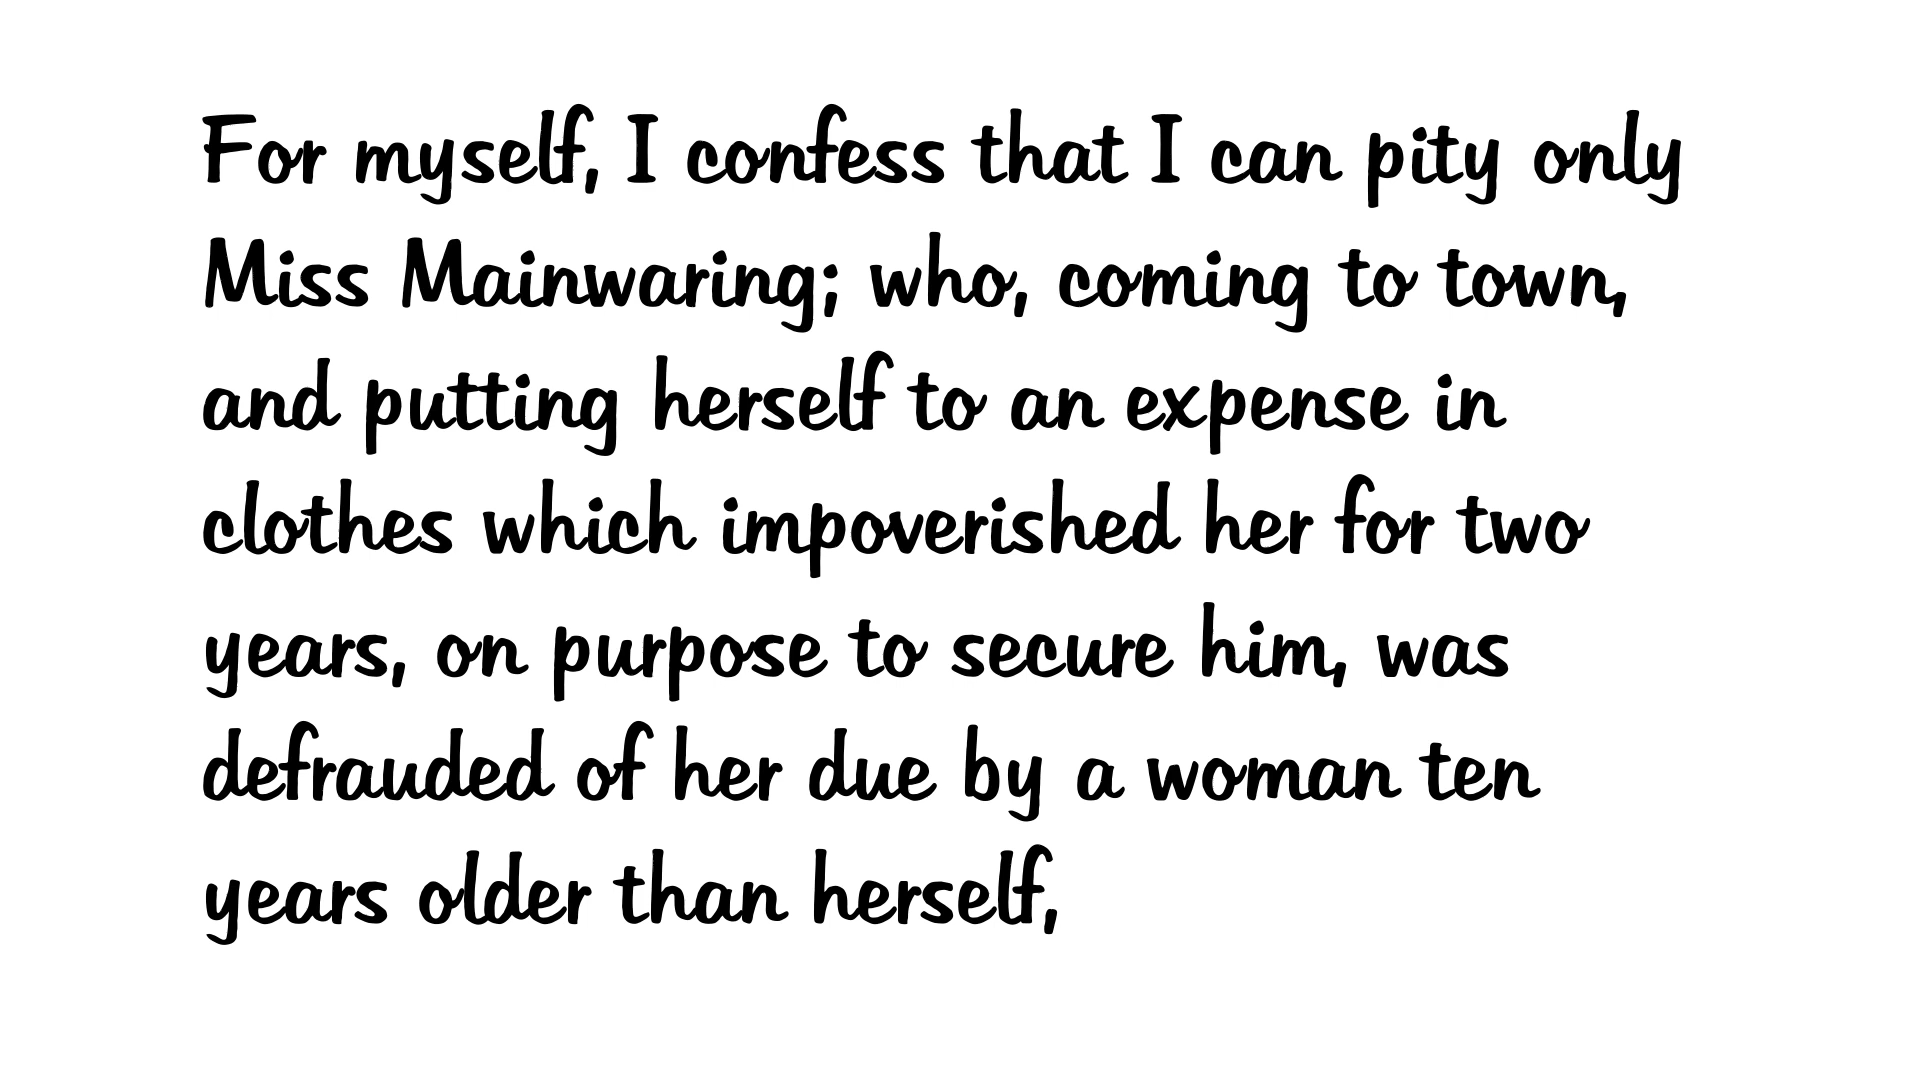 For myself, I confess that I can pity only
Miss Mainwaring; who, coming to town,
and putting herself to an expense in
clothes which impoverished her for two
years, on purpose to secure him, was
defrauded of her due by a woman ten
years older than herself,